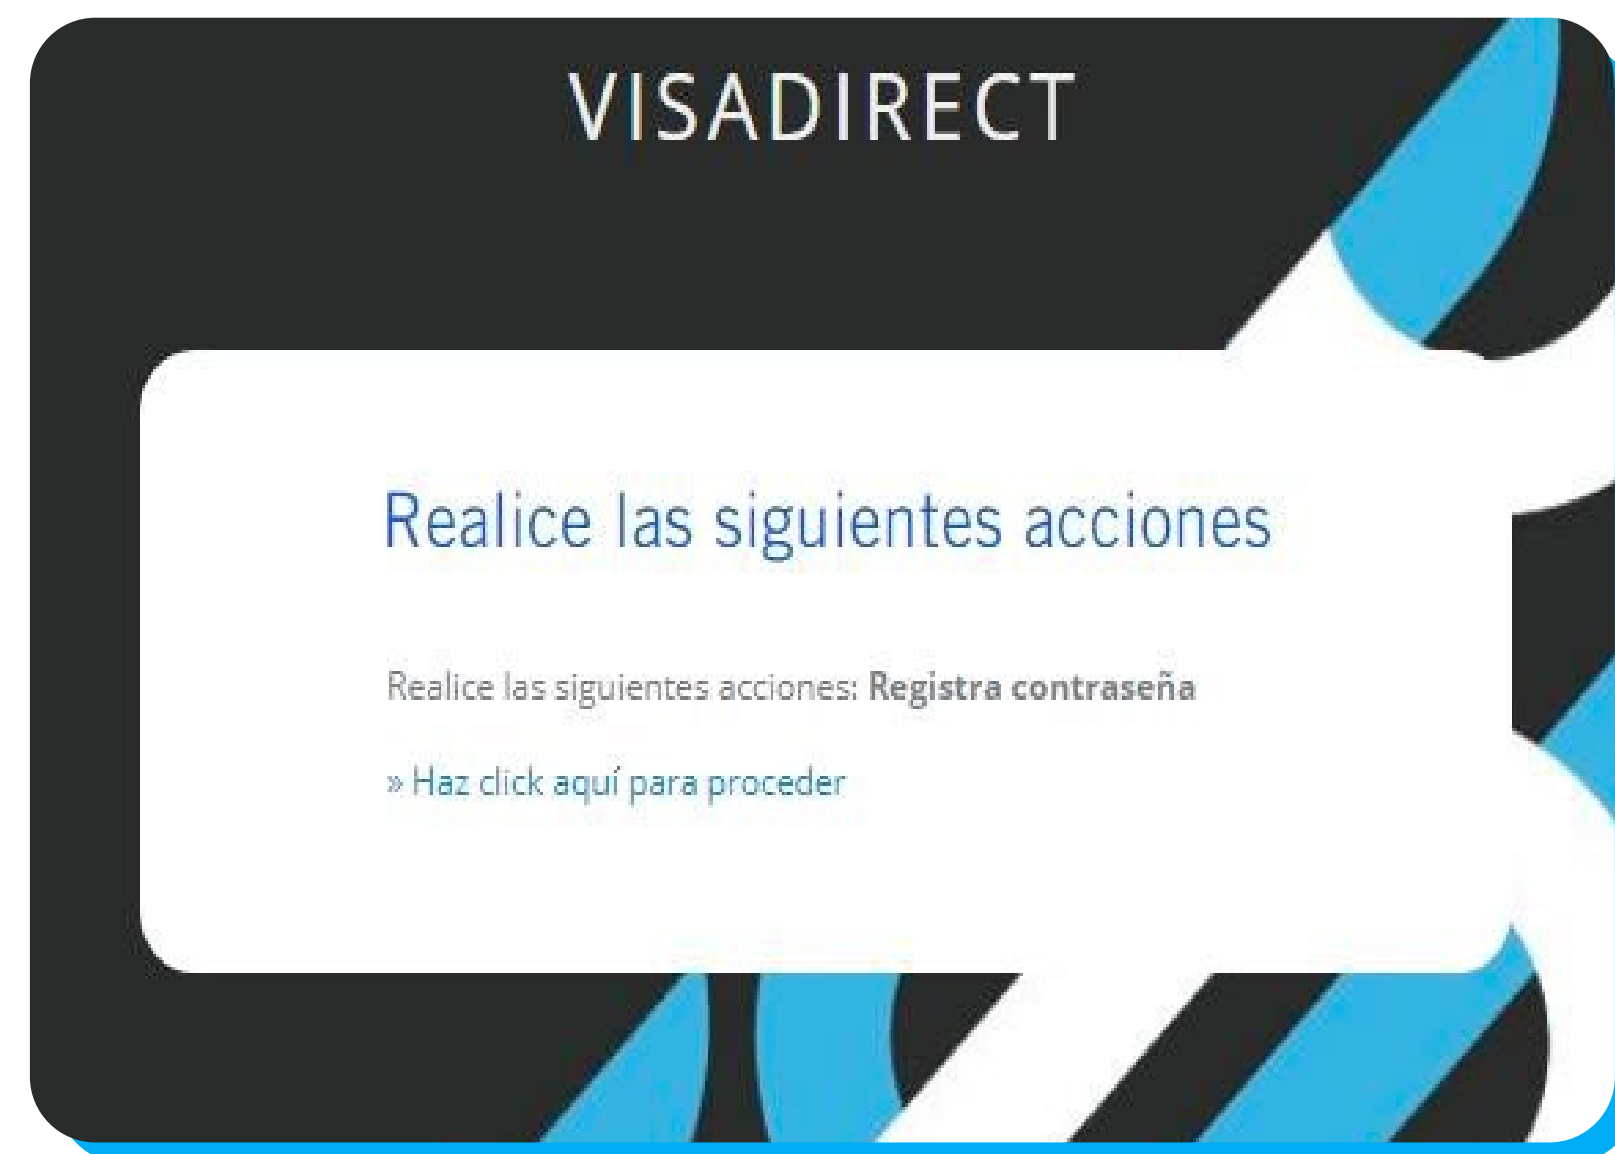 VISADIRECT
Realice las siguientes acciones
Realice las siguientes acciones: Registra contraseña
» Haz click aquí para proceder